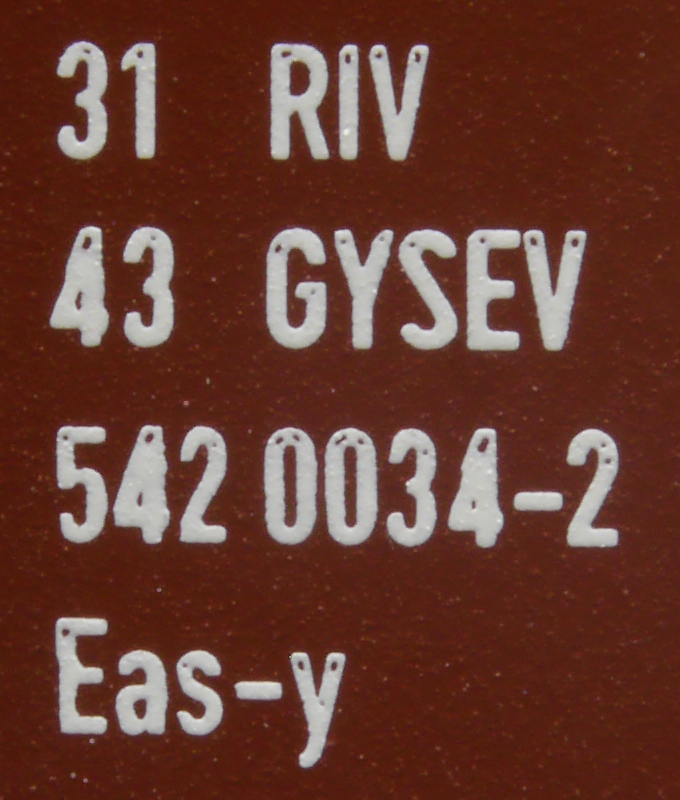 31 RIV
43 GYSEV
542 0034-2
Eas-y